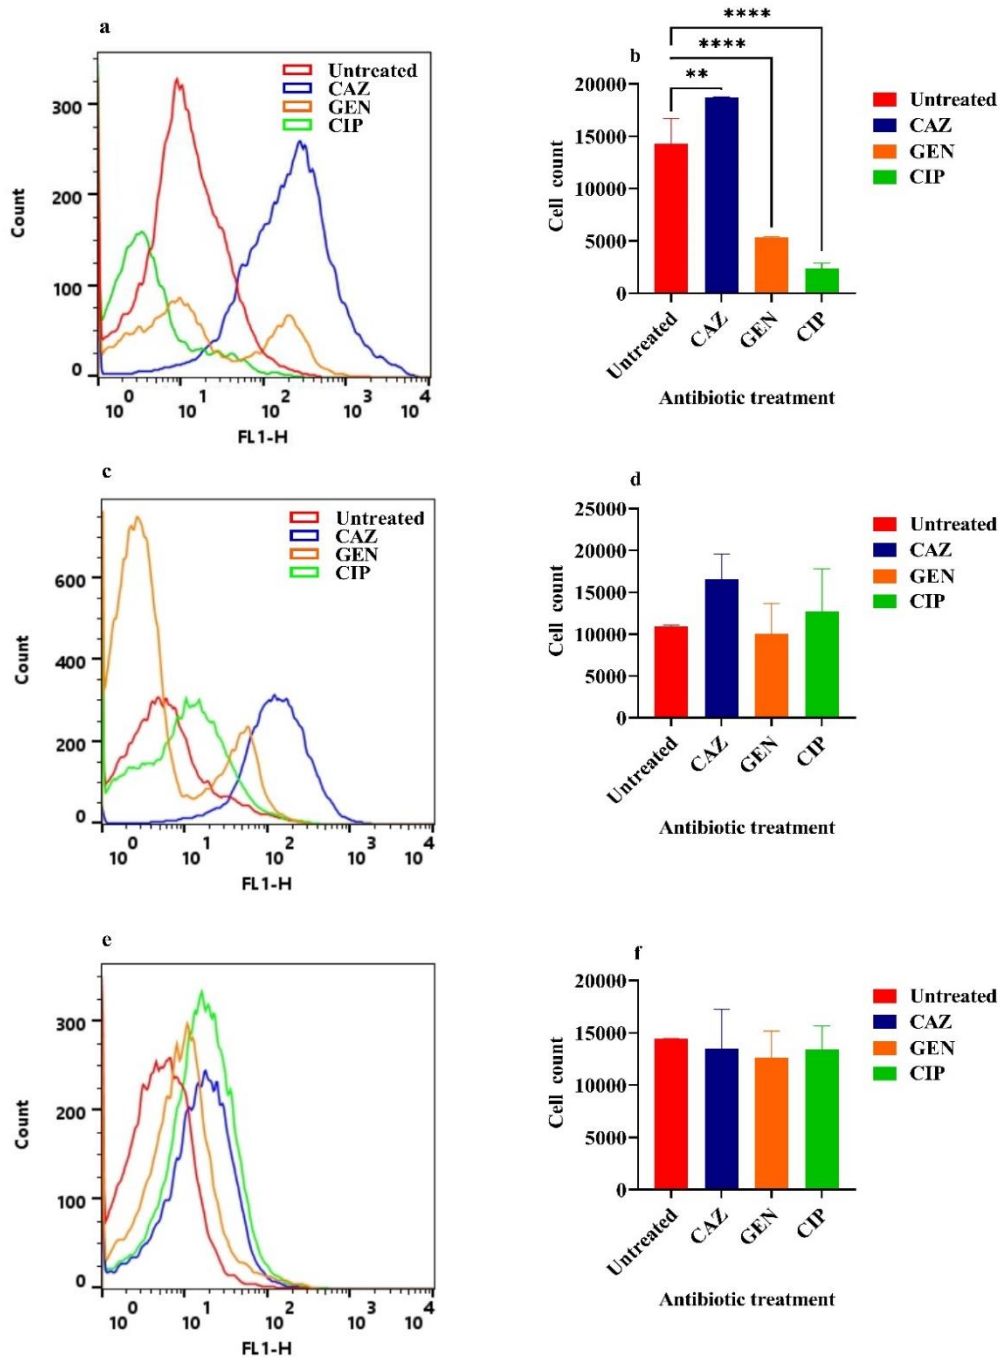 a
Untreated
CAZ
GEN
CIP
300
200
100
0
Count
10 0
10 1
10 2
10 3
10 4
FL1-H
b
****
****
**
20000
15000
10000
5000
0
Cell count
Untreated
CAZ
GEN
CIP
Antibiotic treatment
Untreated
CAZ
GEN
CIP
c
Untreated
CAZ
GEN
CIP
600
400
200
0
Count
10 0
10 1
10 2
10 3
10 4
FL1-H
d
25000
20000
15000
10000
5000
0
Cell count
Untreated
CAZ
GEN
CIP
Antibiotic treatment
Untreated
CAZ
GEN
CIP
e
300
200
100
0
Count
10 0
10 1
10 2
10 3
10 4
FL1-H
f
20000
15000
10000
5000
0
Cell count
Untreated
CAZ
GEN
CIP
Antibiotic treatment
Untreated
CAZ
GEN
CIP